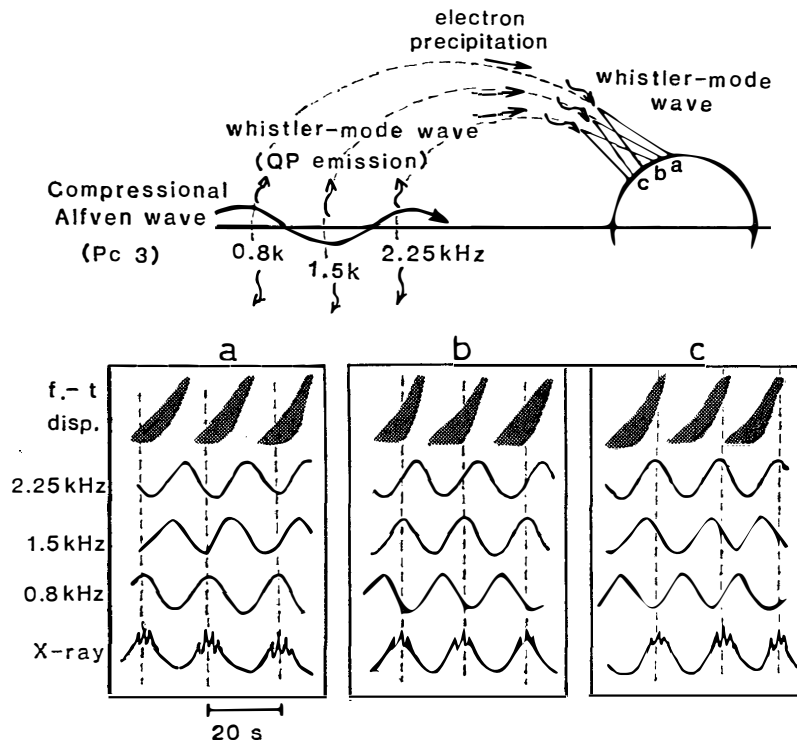 electron
precipitation
whistler-mode
wave
whistler-mode wave
(QP emission)
Compressional
Alfven wave
(Pc 3)
0.8k
1.5k
2.25kHz
c b a
a b c
f.-t
disp.
2.25kHz
1.5kHz
0.8kHz
X-ray
20 s